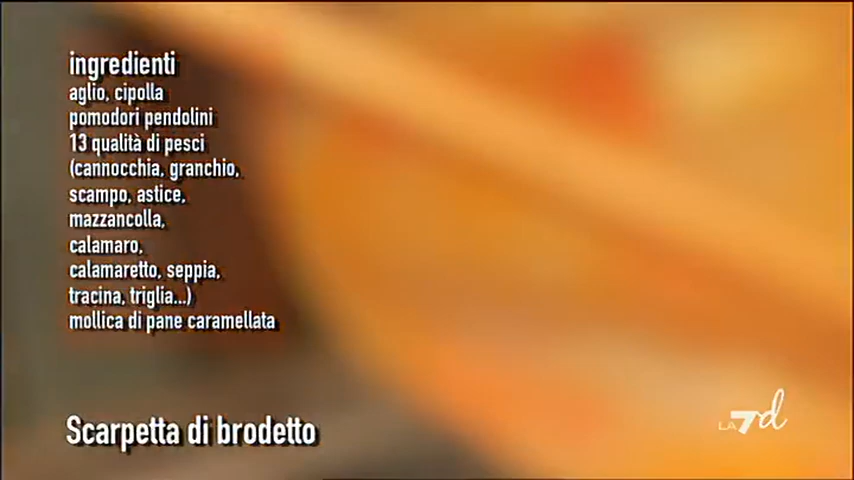 ingredienti
aglio, cipolla
pomodori pendolini
13 qualità di pesci
(cannocchia, granchio,
scampo, astice,
mazzancolla,
calamaro,
calamaretto, seppia,
tracina, triglia...)
mollica di pane caramellata
Scarpetta di brodetto
LA7d